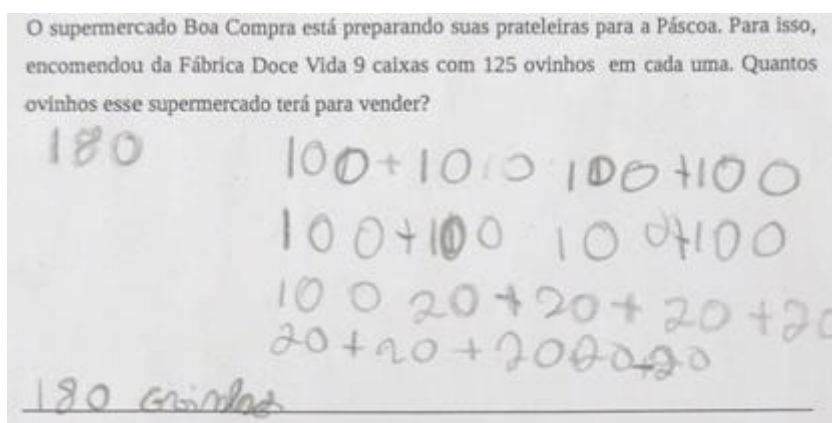 O supermercado Boa Compra está preparando suas prateleiras para a Páscoa. Para isso,
encomendou da Fábrica Doce Vida 9 caixas com 125 ovinhos em cada uma. Quantos
ovinhos esse supermercado terá para vender?
180
100+100 100+100
100+100 100+100
100 20+20+20+20
20+20+20+20+20
180 ovinhos